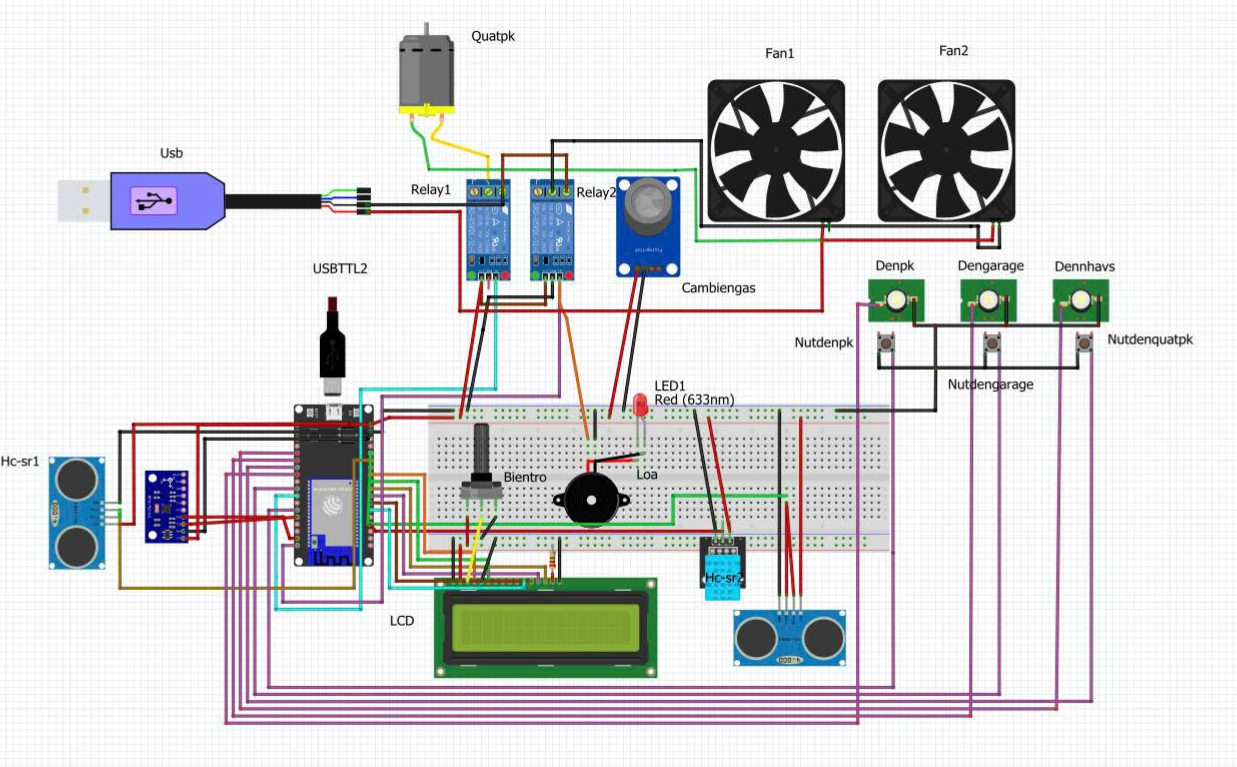 Quatpk
Fan1
Fan2
Usb
Relay1
Relay2
USBTTL2
Cambiengas
Denpk
Dengarage
Dennhavs
Nutdenpk
Nutdenquatpk
Nutdengarage
LED1
Red (633nm)
Hc-sr1
Bientro
Loa
Hc-sr2
LCD